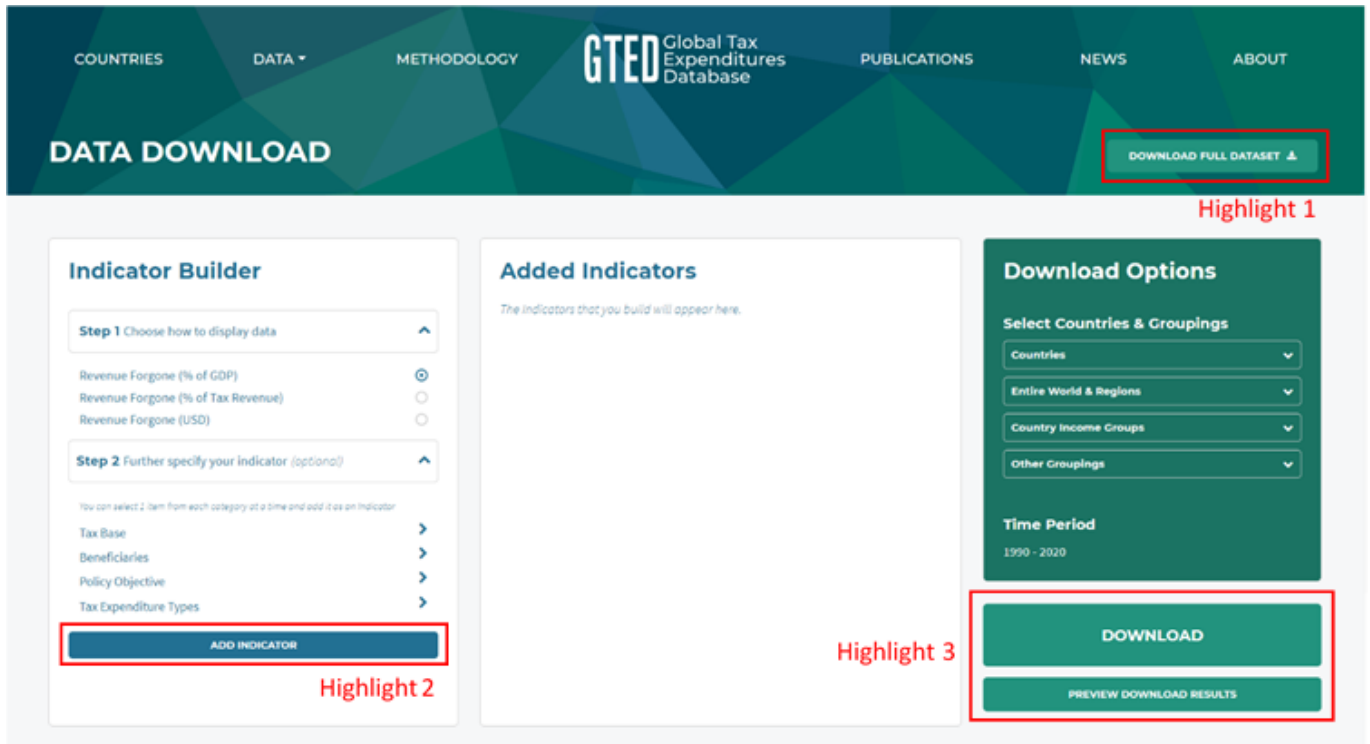 COUNTRIES
DATA
METHODOLOGY
GTED Global Tax
Expenditures
Database
PUBLICATIONS
NEWS
ABOUT
DATA DOWNLOAD
DOWNLOAD FULL DATASET
Highlight 1
Indicator Builder
Step 1 Choose how to display data
Revenue Forgone (% of GDP)
Revenue Forgone (% of Tax Revenue)
Revenue Forgone (USD)
Step 2 Further specify your indicator (optional)
You can select 1 item from each category at a time and add it as an Indicator
Tax Base
Beneficiaries
Policy Objective
Tax Expenditure Types
ADD INDICATOR
Highlight 2
Added Indicators
The Indicators that you build will appear here.
Download Options
Select Countries & Groupings
Countries
Entire World & Regions
Country Income Groups
Other Groupings
Time Period
1990 - 2020
Highlight 3
DOWNLOAD
PREVIEW DOWNLOAD RESULTS